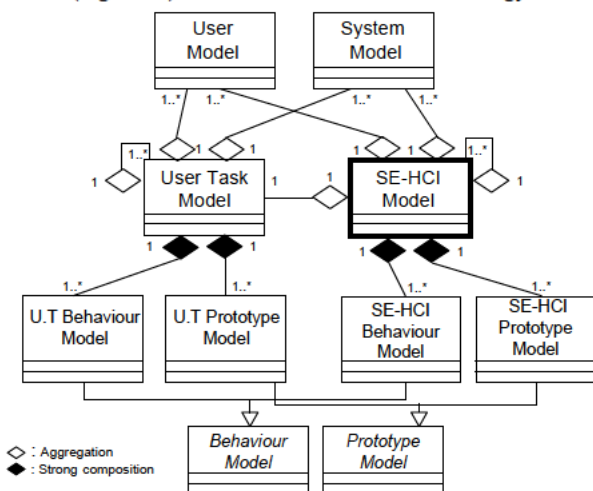 User
Model
System
Model
1..*
1..*
1..*
1..*
1
1
1
1
1..*
1..*
1
User Task
Model
1
1
SE-HCI
Model
1
1
1
1
1
1..*
1..*
1..*
1..*
U.T Behaviour
Model
U.T Prototype
Model
SE-HCI
Behaviour
Model
SE-HCI
Prototype
Model
Behaviour
Model
Prototype
Model
: Aggregation
: Strong composition